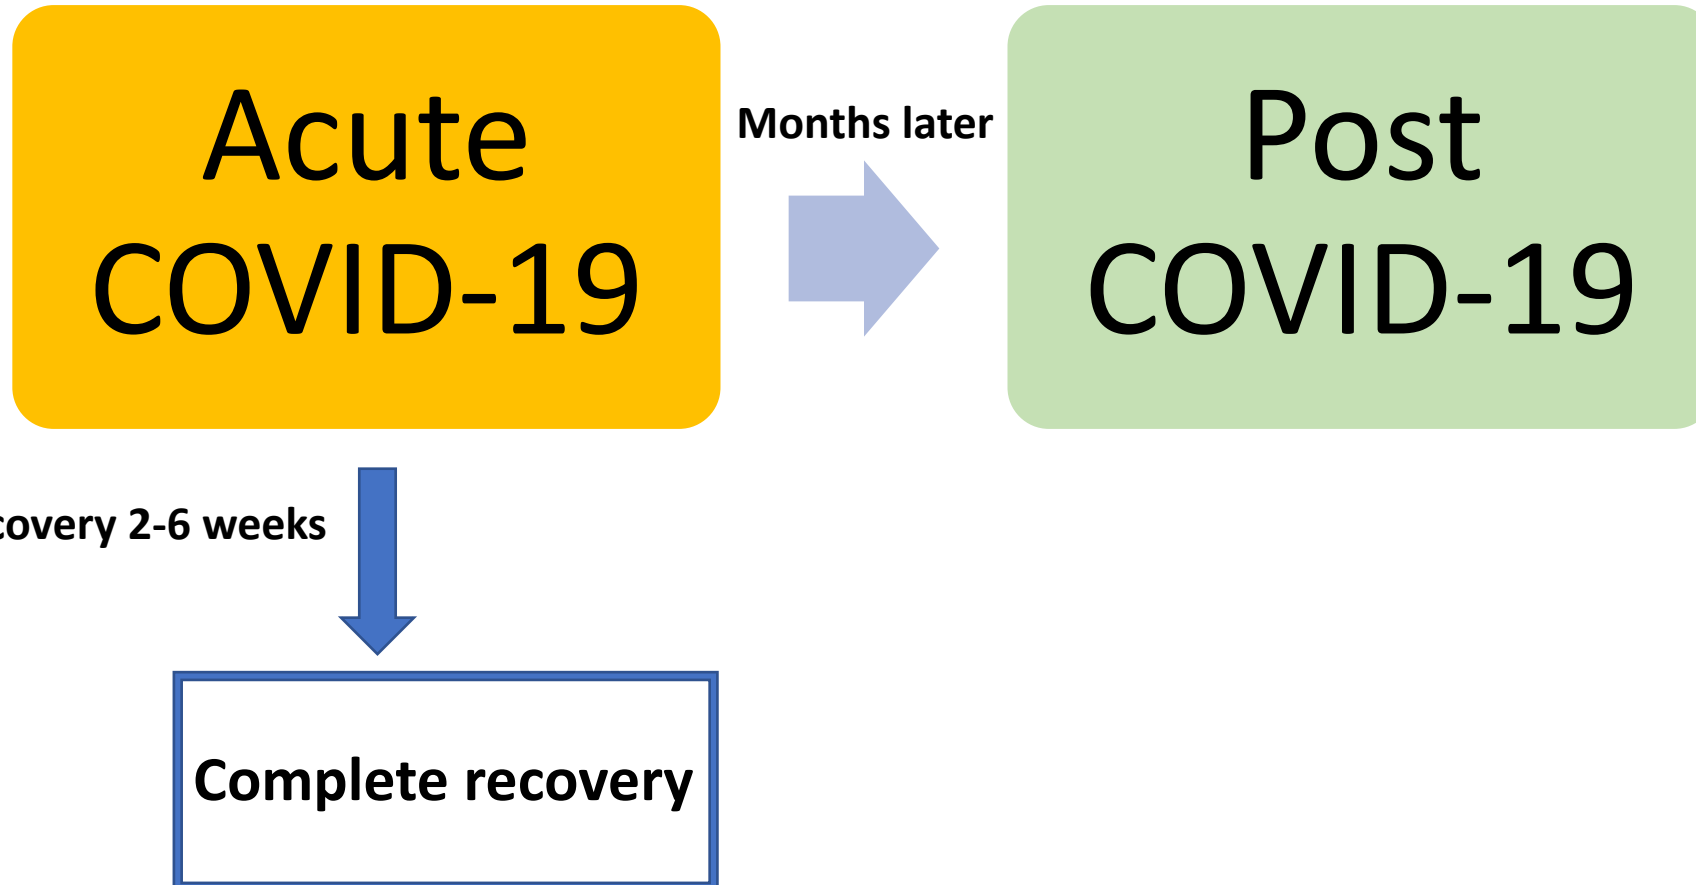 Acute
COVID-19
Months later
Post
COVID-19
covery 2-6 weeks
Complete recovery